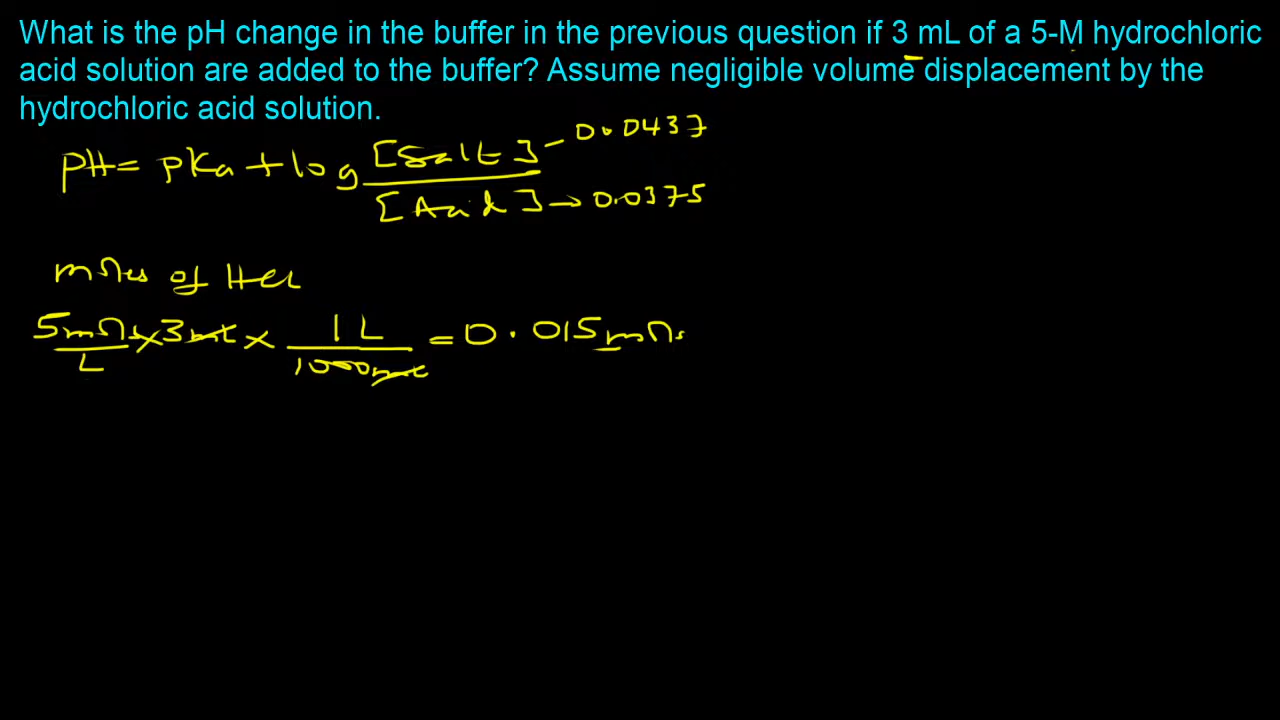 What is the pH change in the buffer in the previous question if 3 mL of a 5-M hydrochloric
acid solution are added to the buffer? Assume negligible volume displacement by the
hydrochloric acid solution.
pH = pKa + log [Salt] – 0.0437
[Acid] → 0.0375
moles of HCl
5 moles × 3 mL × 1 L = 0.015 moles
L 1000 mL